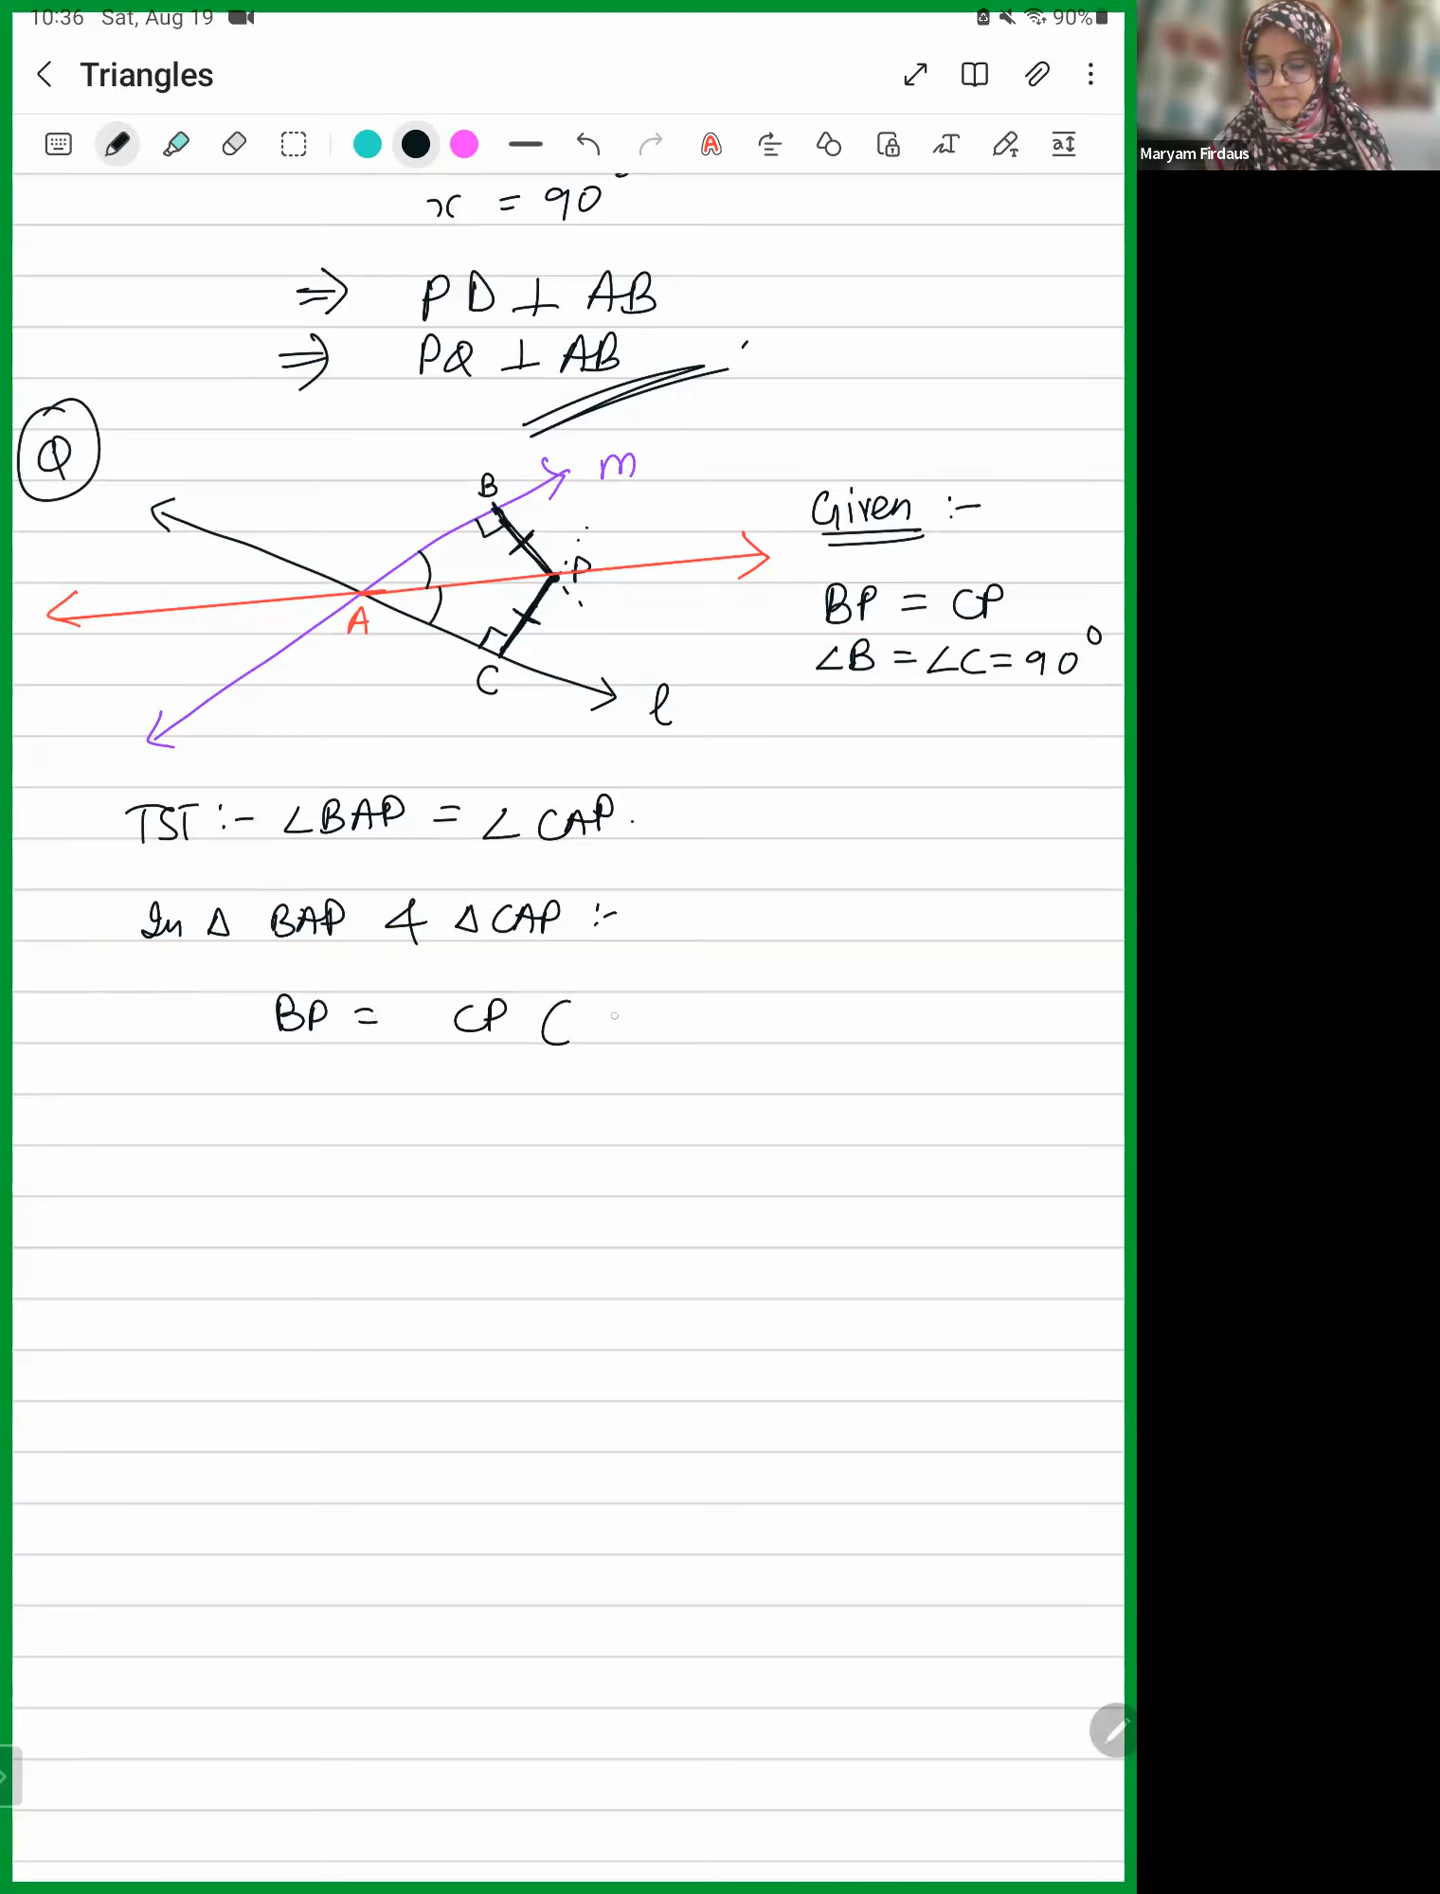 10:36 Sat, Aug 19
90%
Triangles
Maryam Firdaus
x = 90°
⇒ PD ⊥ AB
⇒ PQ ⊥ AB
Q
m
B
P
A
C
l
Given :-
BP = CP
∠B = ∠C = 90°
TST :- ∠BAP = ∠CAP.
In Δ BAP & Δ CAP :-
BP = CP (